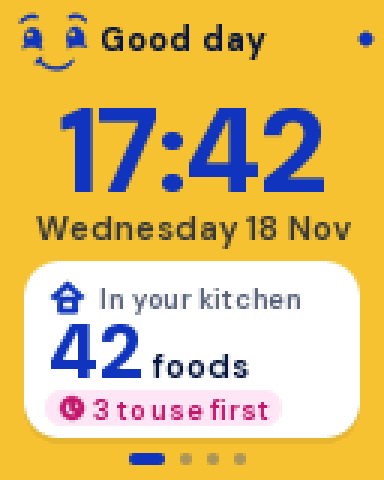 Good day
17:42
Wednesday 18 Nov
In your kitchen
42 foods
3 to use first